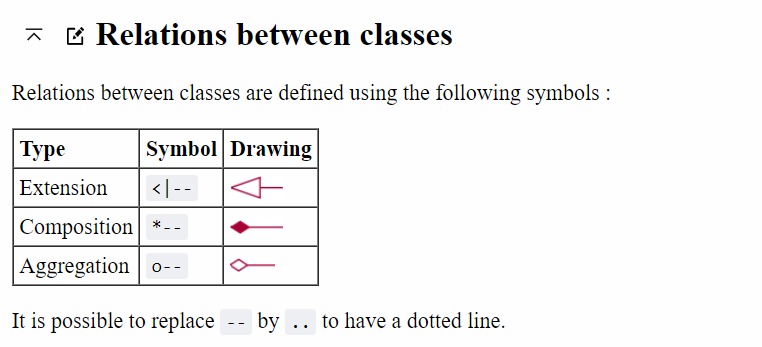 Relations between classes
Relations between classes are defined using the following symbols :
Type Symbol Drawing
Extension <|--
Composition *--
Aggregation o--
It is possible to replace -- by .. to have a dotted line.